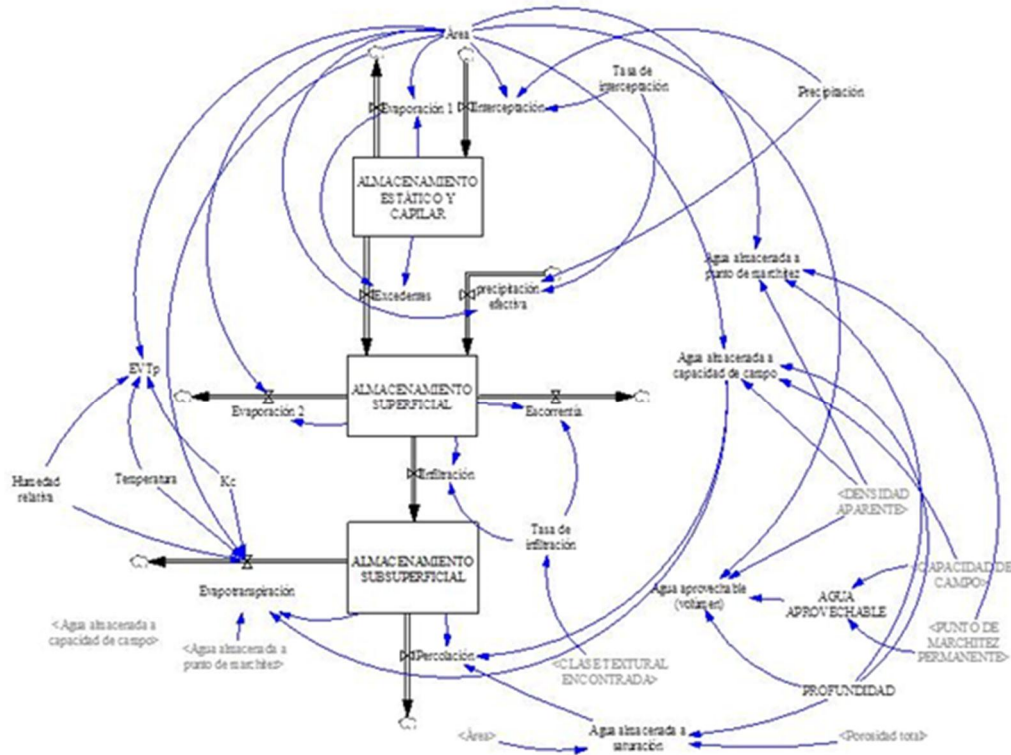 Área
Tasa de
interceptación
Precipitación
Evaporación 1
Interceptación
ALMACENAMIENTO
ESTÁTICO Y
CAPILAR
Agua almacenada a
punto de marchitez
Excedentes
precipitación
efectiva
EVTp
Agua almacenada a
capacidad de campo
ALMACENAMIENTO
SUPERFICIAL
Evaporación 2
Escorrentía
Humedad
relativa
Temperatura
Kc
Infiltración
<DENSIDAD
APARENTE>
Tasa de
infiltración
ALMACENAMIENTO
SUBSUPERFICIAL
Evapotranspiración
Agua aprovechable
(volumen)
AGUA
APROVECHABLE
<CAPACIDAD DE
CAMPO>
<Agua almacenada a
capacidad de campo>
<Agua almacenada a
punto de marchitez>
Percolación
<CLASE TEXTURAL
ENCONTRADA>
<PUNTO DE
MARCHITEZ
PERMANENTE>
PROFUNDIDAD
<Área>
Agua almacenada a
saturación
<Porosidad total>